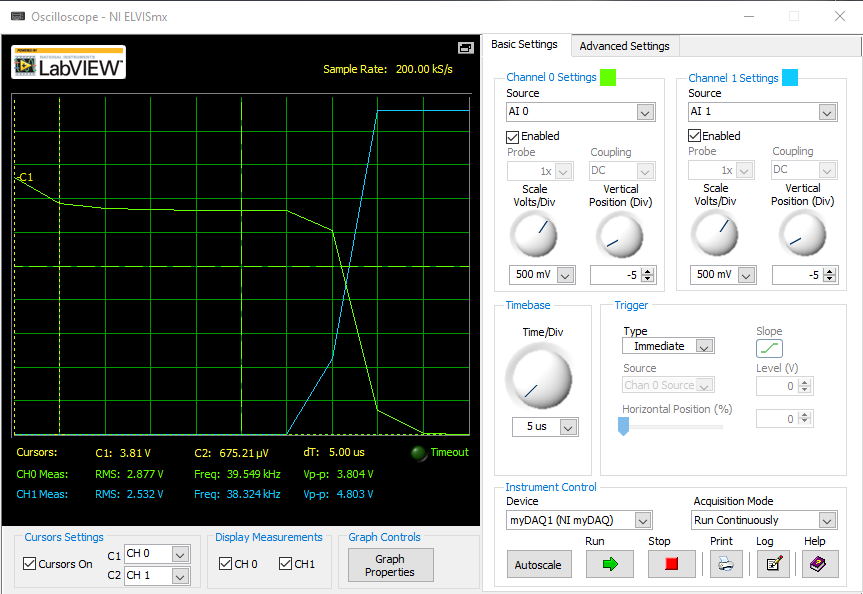 Oscilloscope - NI ELVISmx
POWERED BY
NATIONAL INSTRUMENTS
LabVIEW™
Sample Rate: 200.00 kS/s
C1
Cursors: C1: 3.81 V C2: 675.21 µV dT: 5.00 us Timeout
CH0 Meas: RMS: 2.877 V Freq: 39.549 kHz Vp-p: 3.804 V
CH1 Meas: RMS: 2.532 V Freq: 38.324 kHz Vp-p: 4.803 V
Cursors Settings
Cursors On
C1 CH 0
C2 CH 1
Display Measurements
CH 0 CH1
Graph Controls
Graph
Properties
Basic Settings Advanced Settings
Channel 0 Settings
Source
AI 0
Enabled
Probe Coupling
1x DC
Scale Vertical
Volts/Div Position (Div)
500 mV -5
Channel 1 Settings
Source
AI 1
Enabled
Probe Coupling
1x DC
Scale Vertical
Volts/Div Position (Div)
500 mV -5
Timebase
Time/Div
5 us
Trigger
Type Slope
Immediate
Source Level (V)
Chan 0 Source 0
Horizontal Position (%)
0
Instrument Control
Device Acquisition Mode
myDAQ1 (NI myDAQ) Run Continuously
Run Stop Print Log Help
Autoscale